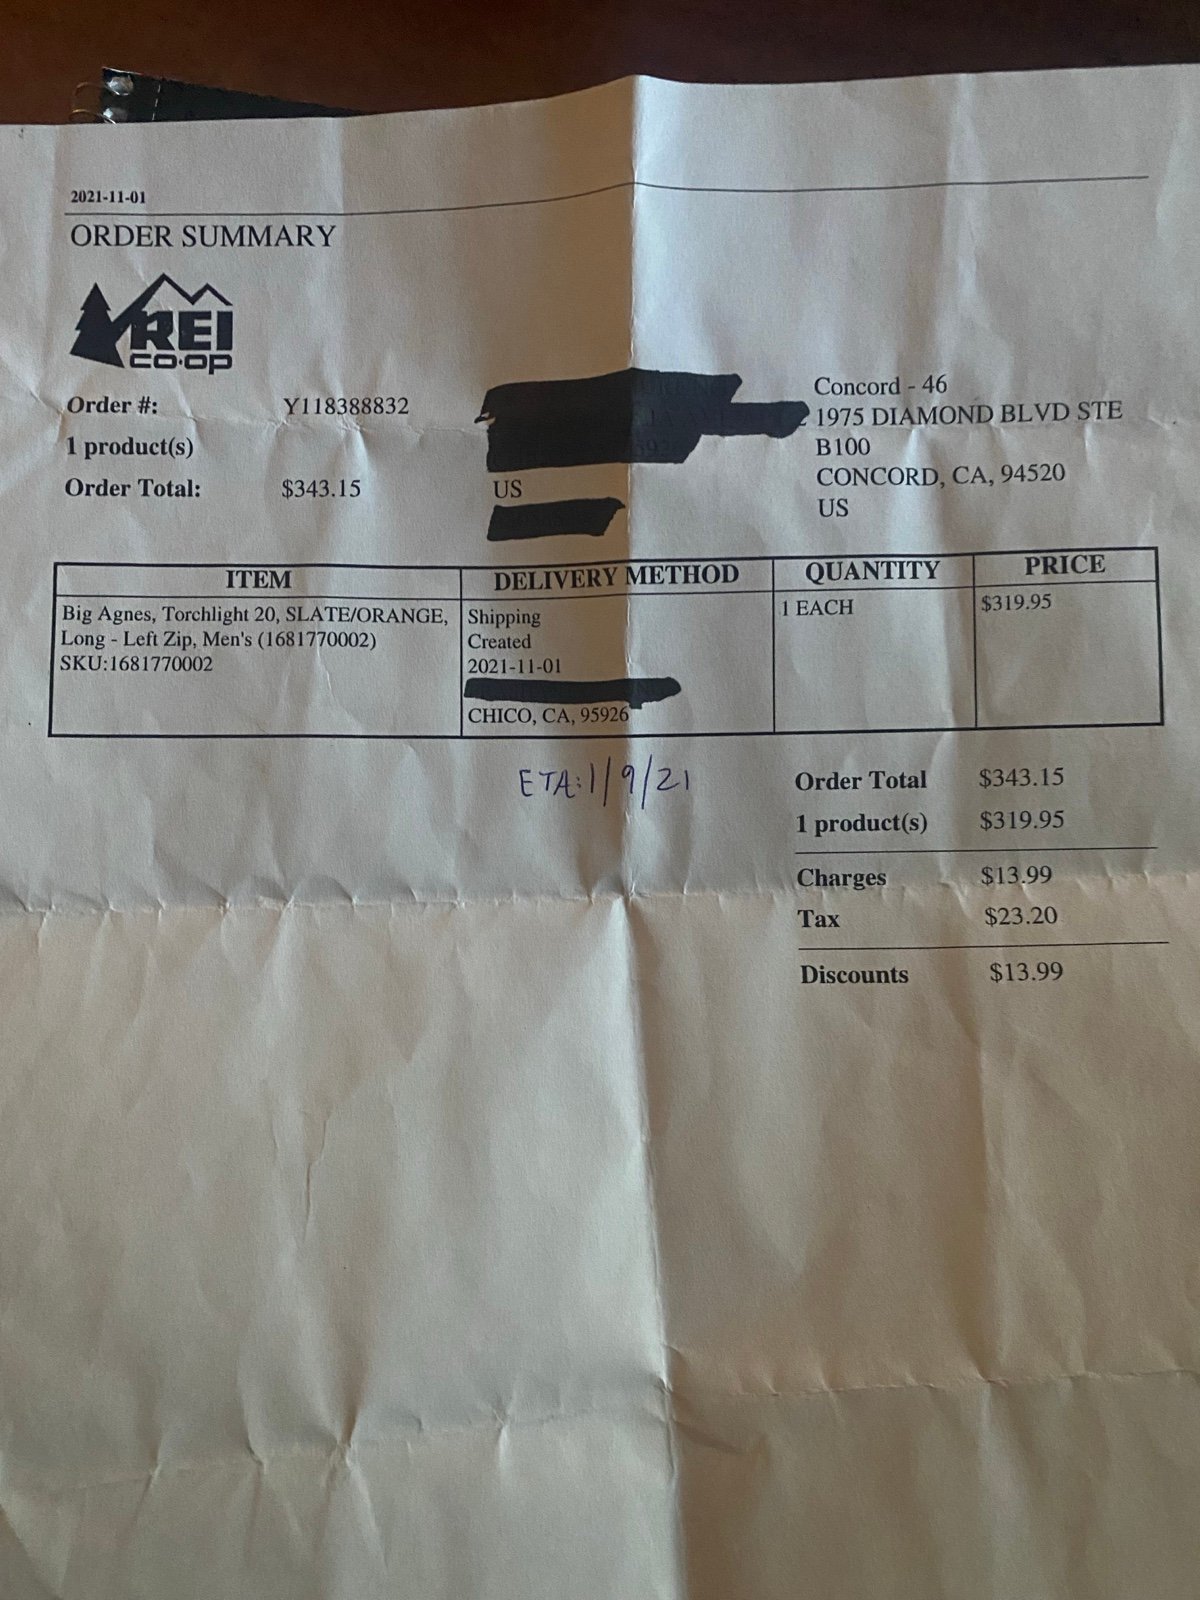 2021-11-01
ORDER SUMMARY
REI
CO·OP
Order #: Y118388832
1 product(s)
Order Total: $343.15
US
Concord - 46
1975 DIAMOND BLVD STE
B100
CONCORD, CA, 94520
US
ITEM DELIVERY METHOD QUANTITY PRICE
Big Agnes, Torchlight 20, SLATE/ORANGE,
Long - Left Zip, Men's (1681770002)
SKU:1681770002
Shipping
Created
2021-11-01
CHICO, CA, 95926
1 EACH
$319.95
ETA: 1/9/21
Order Total $343.15
1 product(s) $319.95
Charges $13.99
Tax $23.20
Discounts $13.99